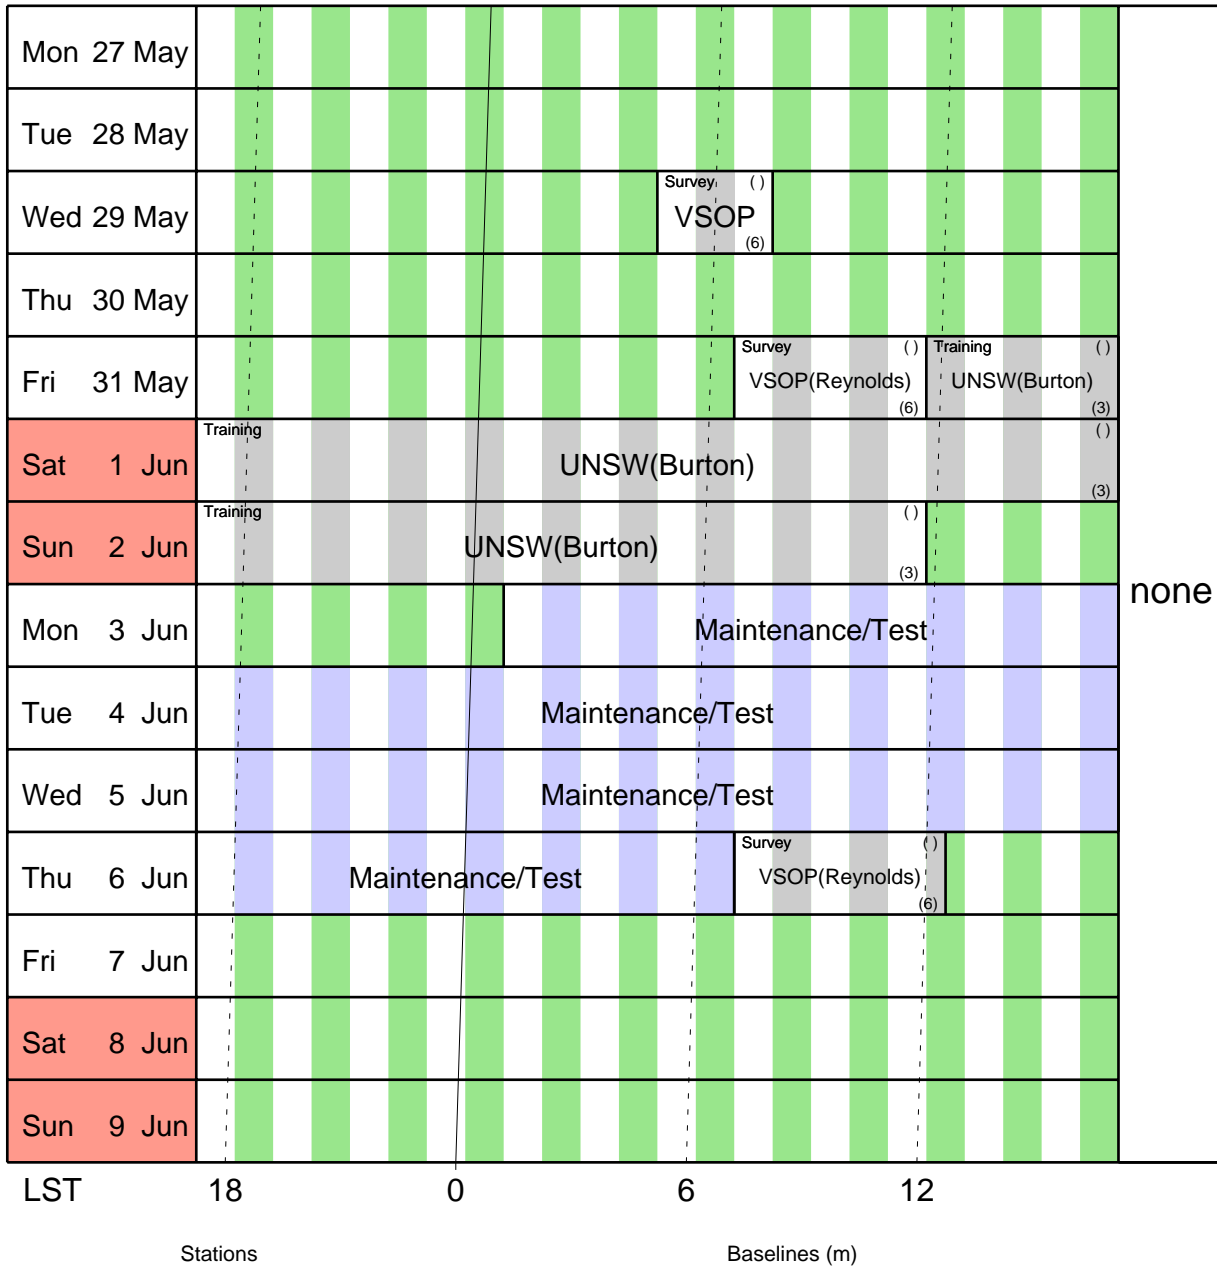 Mon 27 May
Tue 28 May
Survey ( )
Wed 29 May VSOP
(6)
Thu 30 May
Survey ( ) Training ( )
Fri 31 May VSOP(Reynolds) UNSW(Burton)
(6) (3)
Training ( )
Sat 1 Jun UNSW(Burton)
(3)
Training ( )
Sun 2 Jun UNSW(Burton)
(3)
none
Mon 3 Jun Maintenance/Test
Tue 4 Jun Maintenance/Test
Wed 5 Jun Maintenance/Test
Survey ( )
Thu 6 Jun Maintenance/Test VSOP(Reynolds)
(6)
Fri 7 Jun
Sat 8 Jun
Sun 9 Jun
LST 18 0 6 12
Stations Baselines (m)